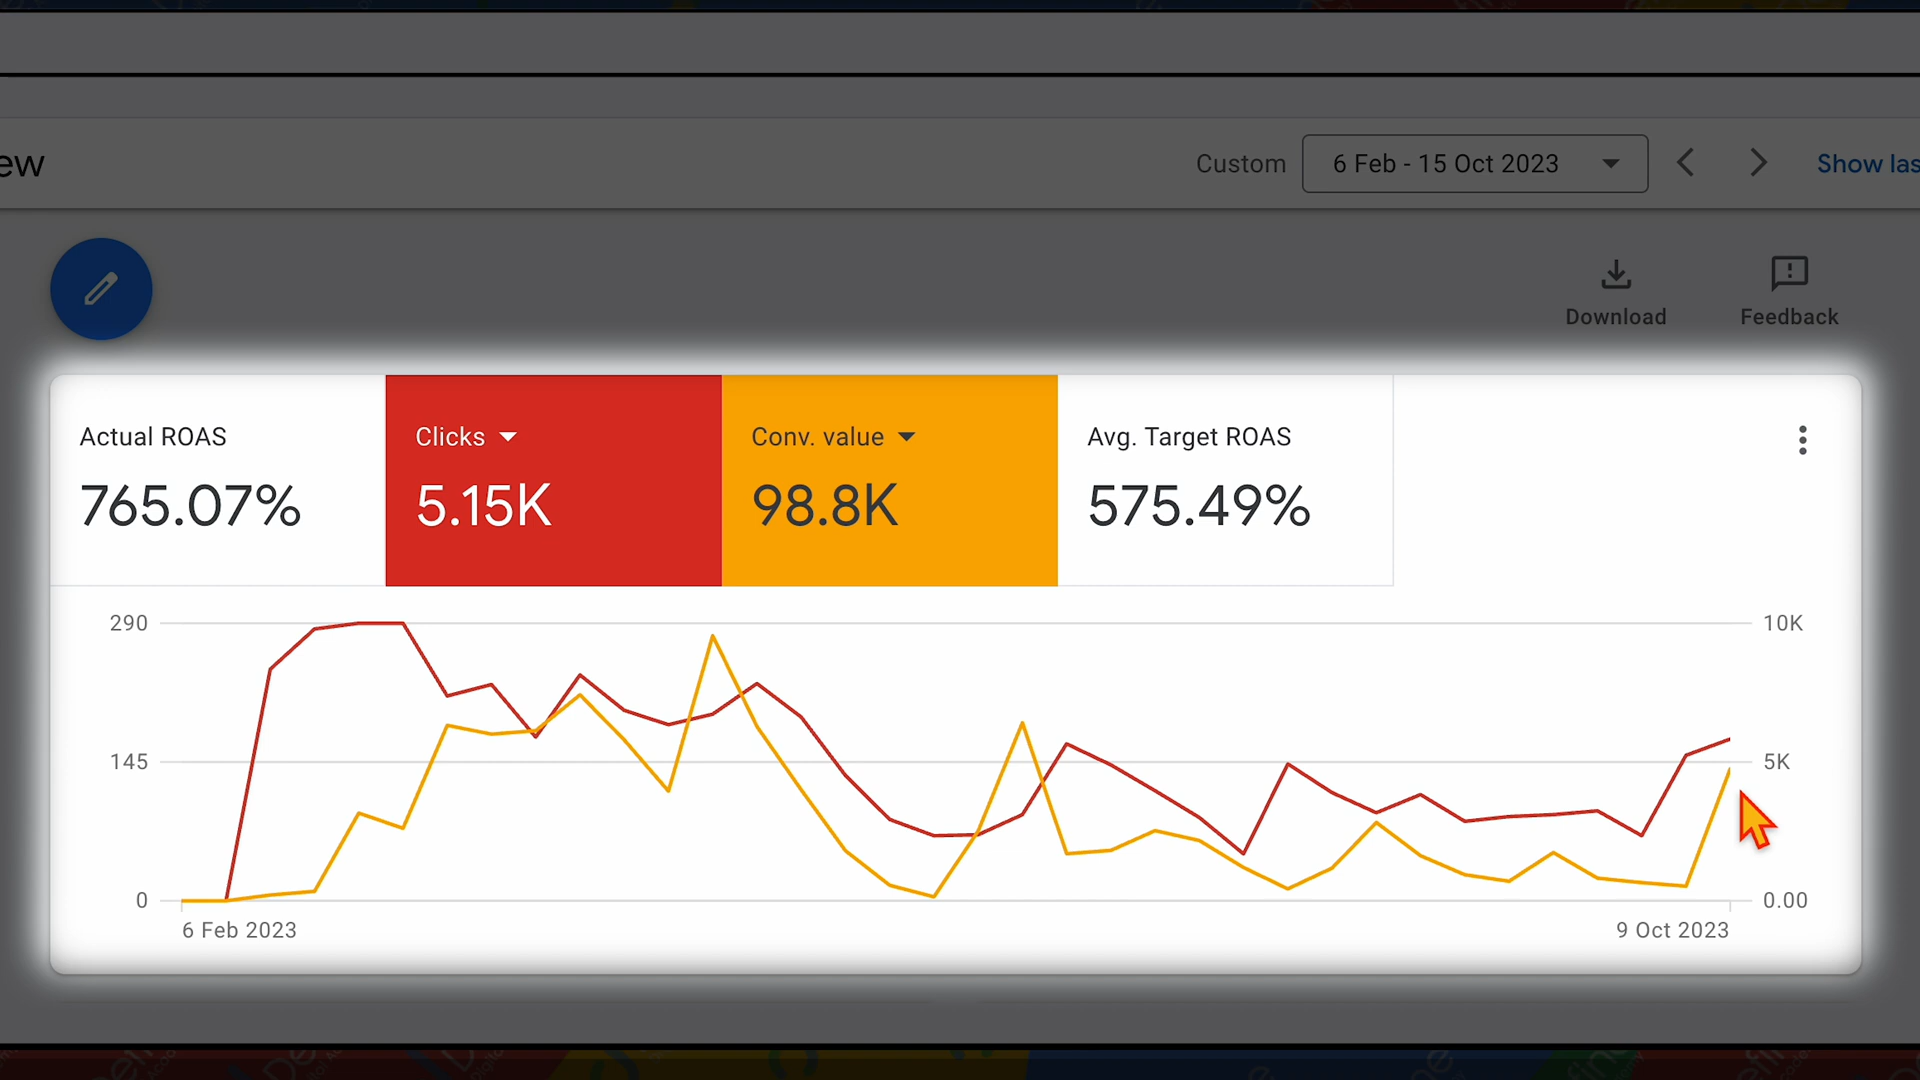 ew
Custom
6 Feb - 15 Oct 2023
Show las
Download
Feedback
Actual ROAS
765.07%
Clicks
5.15K
Conv. value
98.8K
Avg. Target ROAS
575.49%
290
145
0
10K
5K
0.00
6 Feb 2023
9 Oct 2023